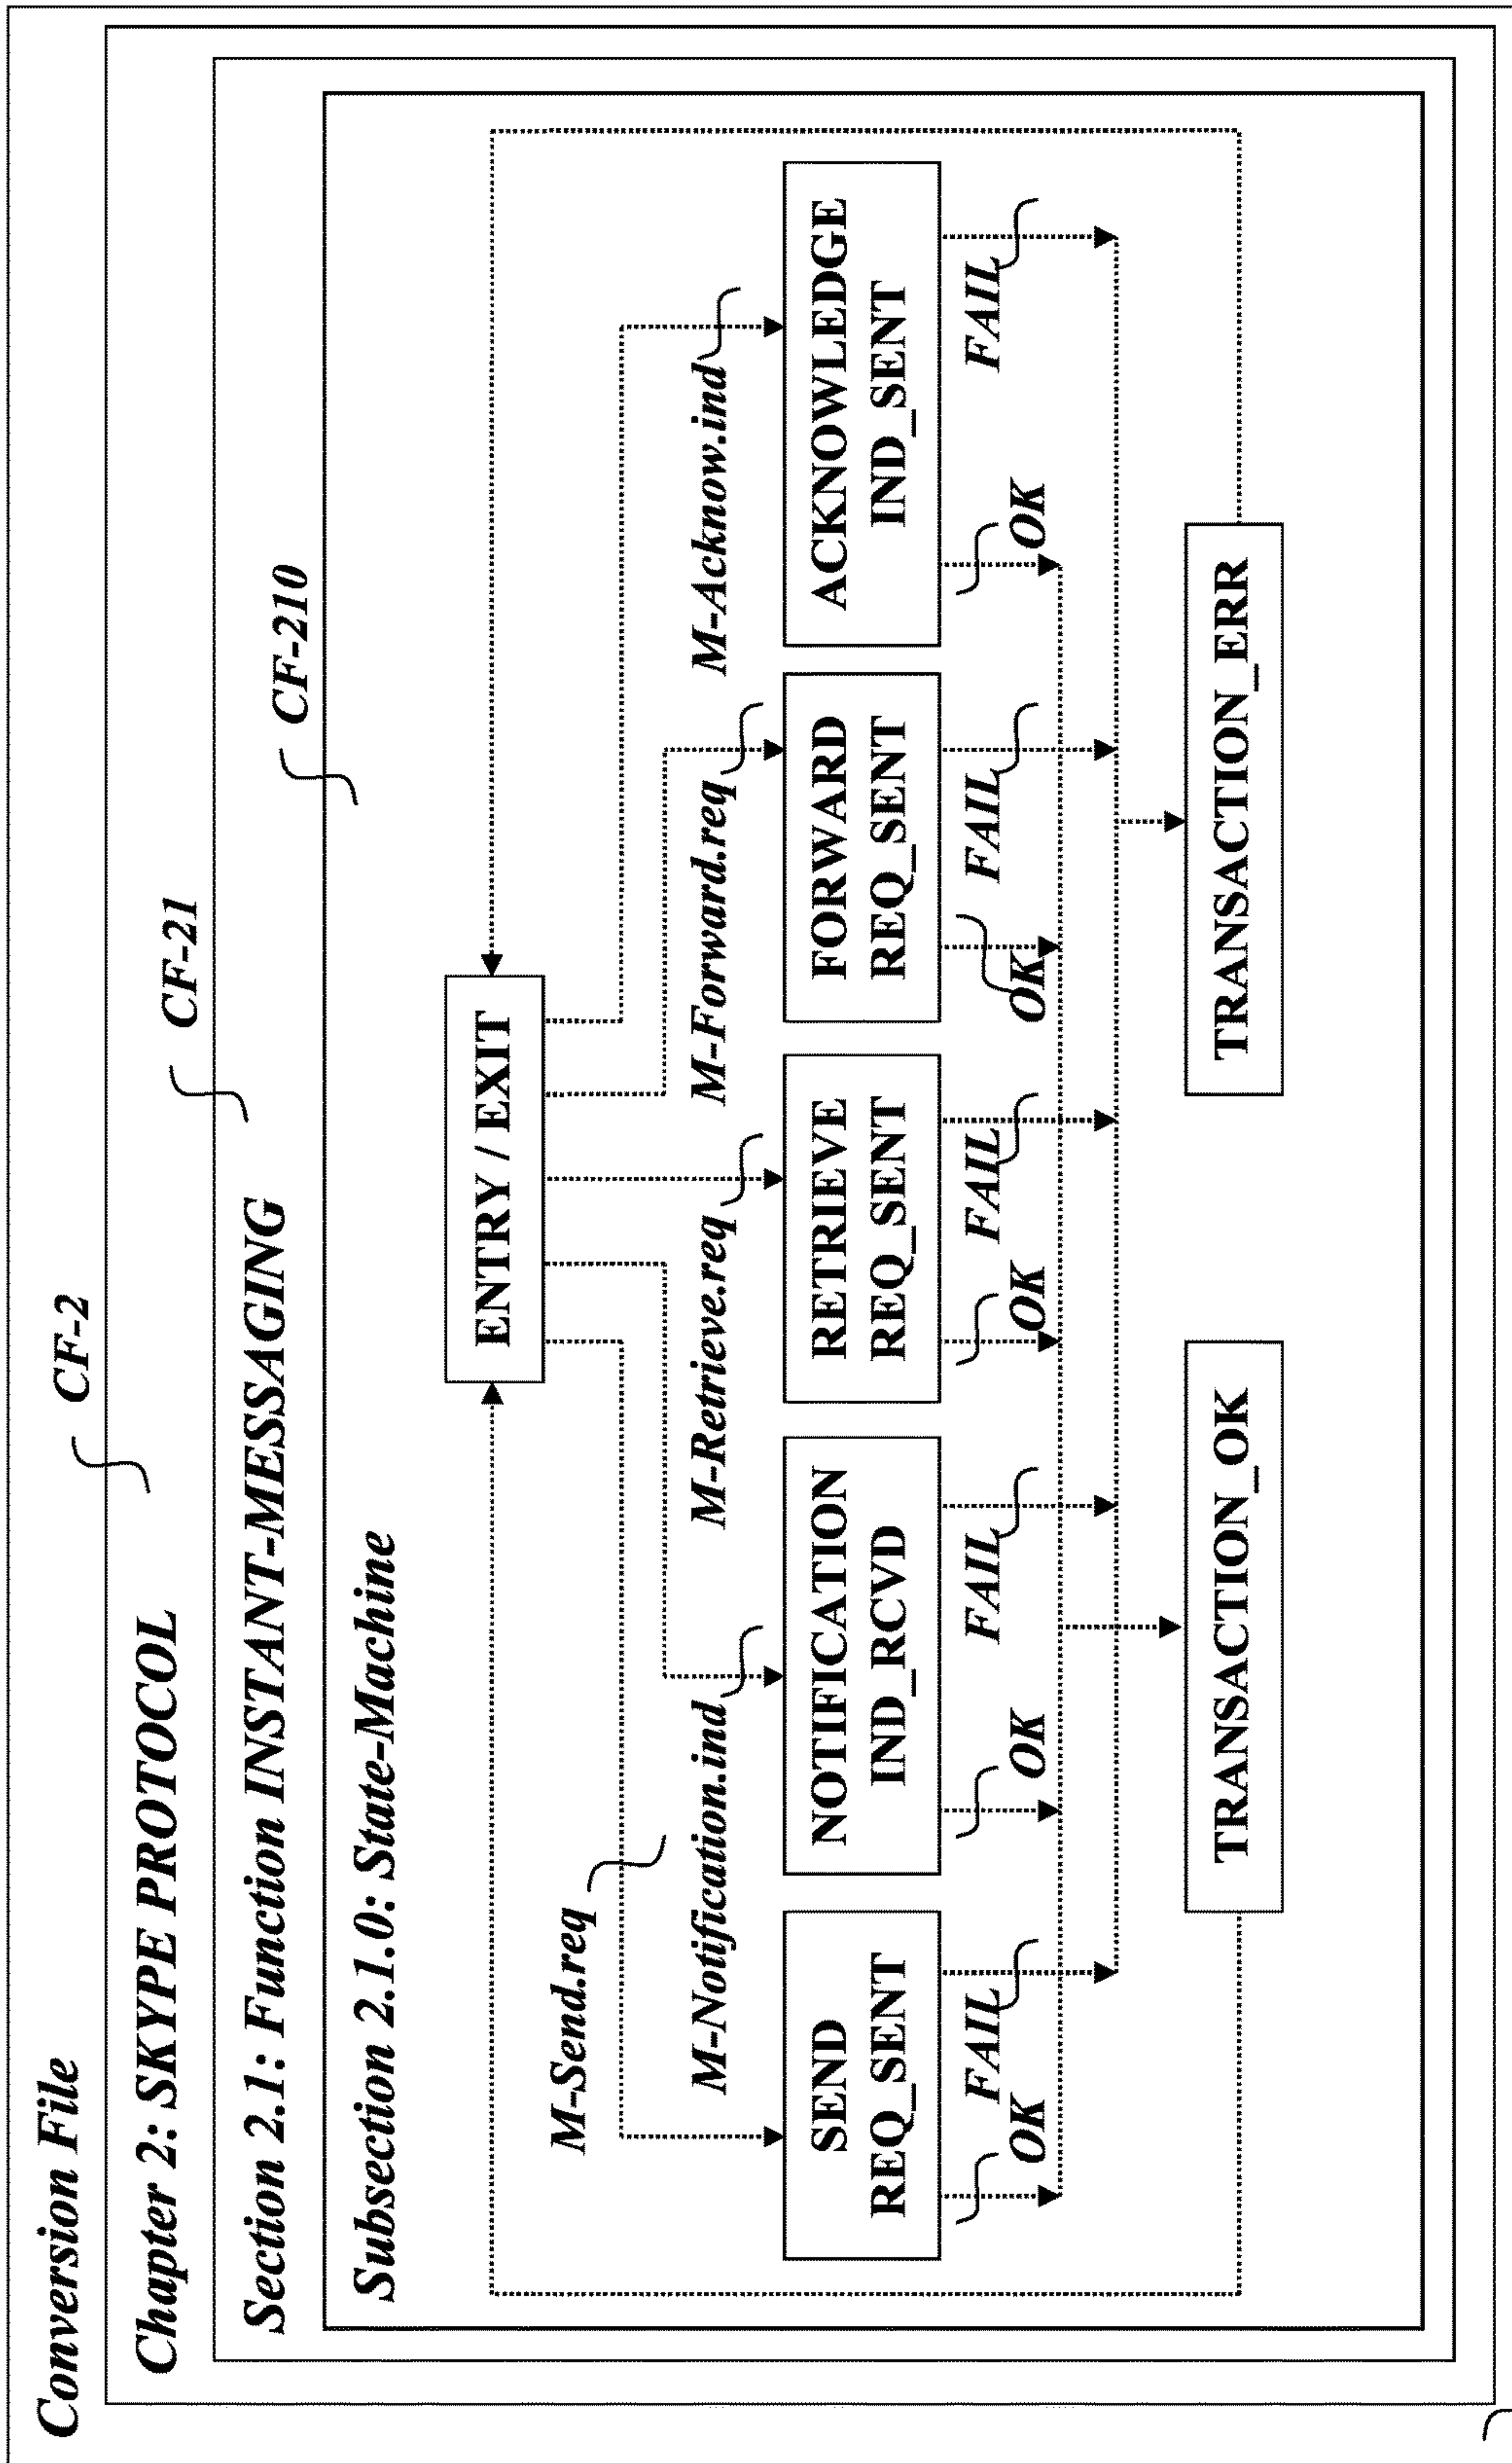 Conversion File
CF-2
Chapter 2: SKYPE PROTOCOL
CF-21
Section 2.1: Function INSTANT-MESSAGING
CF-210
Subsection 2.1.0: State-Machine
ENTRY / EXIT
M-Send.req
M-Notification.ind
M-Retrieve.req
M-Forward.req
M-Acknow.ind
SEND
REQ_SENT
NOTIFICATION
IND_RCVD
RETRIEVE
REQ_SENT
FORWARD
REQ_SENT
ACKNOWLEDGE
IND_SENT
OK
FAIL
OK
FAIL
OK
FAIL
OK
FAIL
OK
FAIL
TRANSACTION_OK
TRANSACTION_ERR